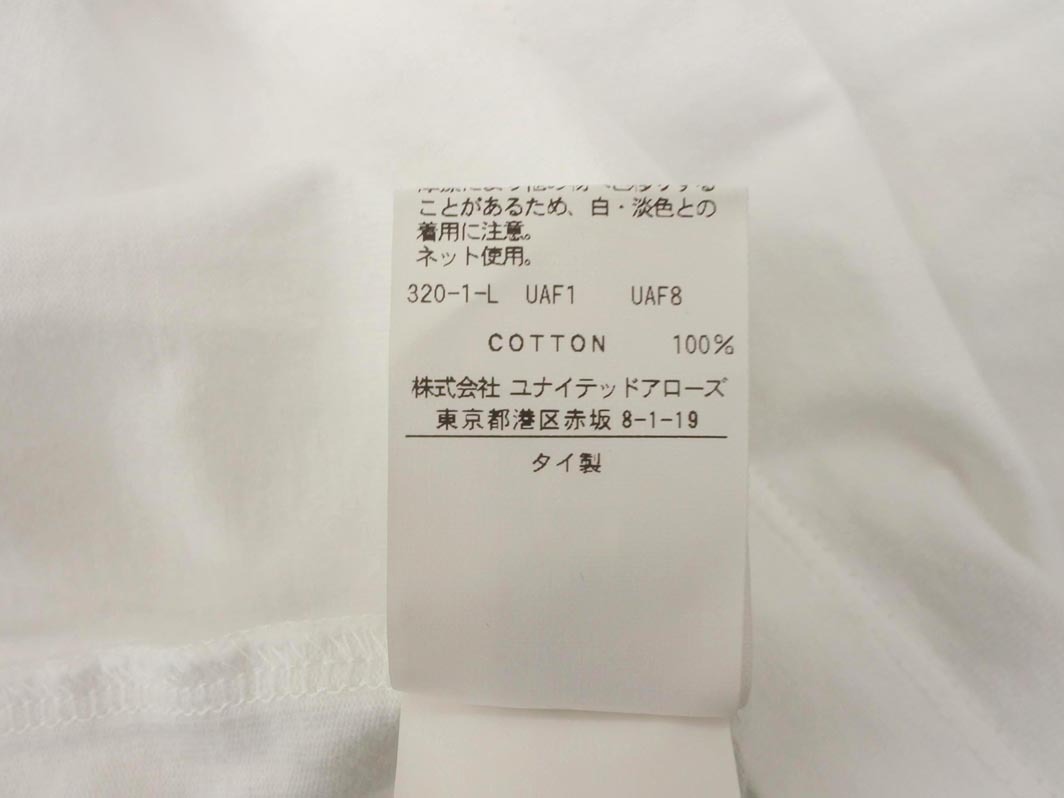 ことがあるため、白・淡色との
着用に注意。
ネット使用。
320-1-L UAF1 UAF8
COTTON 100%
株式会社 ユナイテッドアローズ
東京都港区赤坂 8-1-19
タイ製